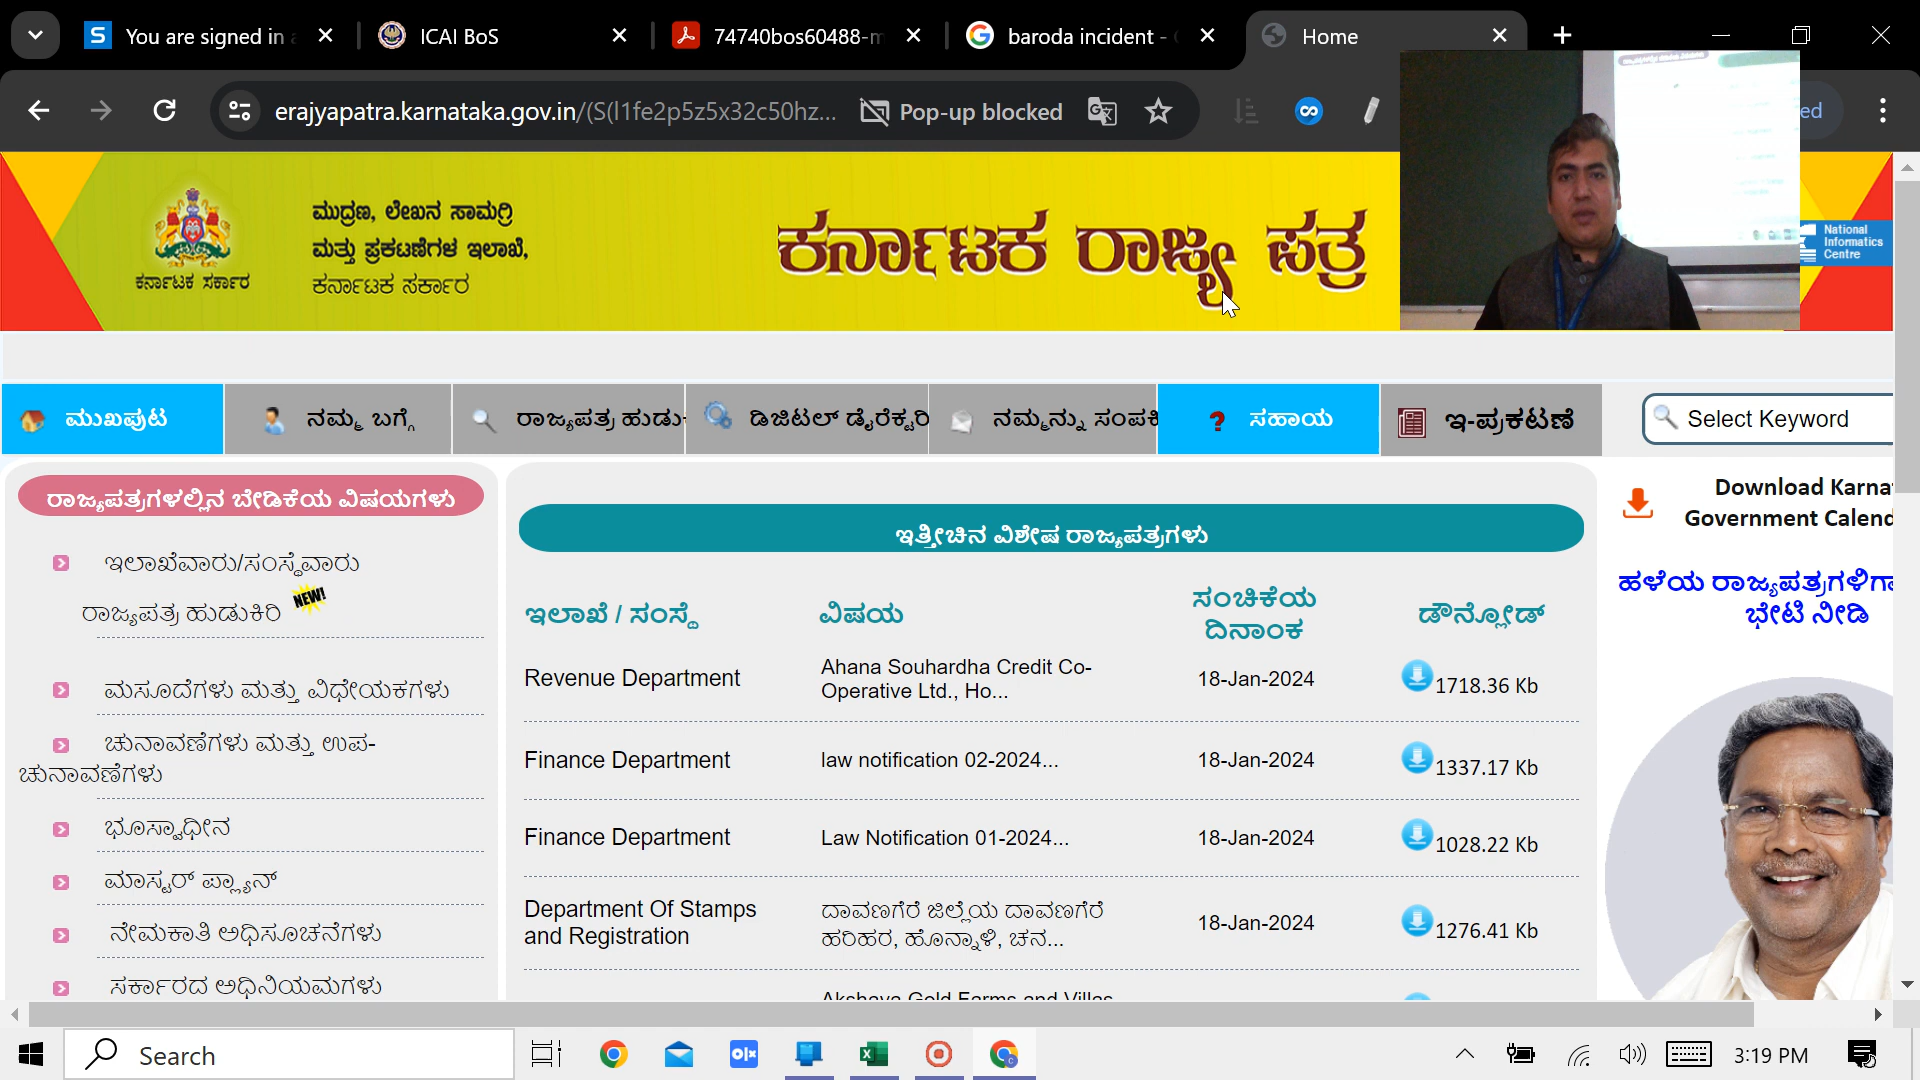 You are signed in a
ICAI BoS
74740bos60488-m
baroda incident -
Home
erajyapatra.karnataka.gov.in/(S(l1fe2p5z5x32c50hz...
Pop-up blocked
ed
ಕರ್ನಾಟಕ ಸರ್ಕಾರ
ಮುದ್ರಣ, ಲೇಖನ ಸಾಮಗ್ರಿ
ಮತ್ತು ಪ್ರಕಟಣೆಗಳ ಇಲಾಖೆ,
ಕರ್ನಾಟಕ ಸರ್ಕಾರ
ಕರ್ನಾಟಕ ರಾಜ್ಯ ಪತ್ರ
National
Informatics
Centre
ಮುಖಪುಟ
ನಮ್ಮ ಬಗ್ಗೆ
ರಾಜ್ಯಪತ್ರ ಹುಡುಕಿ
ಡಿಜಿಟಲ್ ಡೈರೆಕ್ಟರಿ
ನಮ್ಮನ್ನು ಸಂಪರ್ಕಿ
ಸಹಾಯ
ಇ-ಪ್ರಕಟಣೆ
Select Keyword
ರಾಜ್ಯಪತ್ರಗಳಲ್ಲಿನ ಬೇಡಿಕೆಯ ವಿಷಯಗಳು
ಇಲಾಖೆವಾರು/ಸಂಸ್ಥೆವಾರು
ರಾಜ್ಯಪತ್ರ ಹುಡುಕಿರಿ NEW!
ಮಸೂದೆಗಳು ಮತ್ತು ವಿಧೇಯಕಗಳು
ಚುನಾವಣೆಗಳು ಮತ್ತು ಉಪ-
ಚುನಾವಣೆಗಳು
ಭೂಸ್ವಾಧೀನ
ಮಾಸ್ಟರ್ ಪ್ಲ್ಯಾನ್
ನೇಮಕಾತಿ ಅಧಿಸೂಚನೆಗಳು
ಸರ್ಕಾರದ ಅಧಿನಿಯಮಗಳು
ಇತ್ತೀಚಿನ ವಿಶೇಷ ರಾಜ್ಯಪತ್ರಗಳು
ಇಲಾಖೆ / ಸಂಸ್ಥೆ
ವಿಷಯ
ಸಂಚಿಕೆಯ
ದಿನಾಂಕ
ಡೌನ್ಲೋಡ್
Revenue Department
Ahana Souhardha Credit Co-
Operative Ltd., Ho...
18-Jan-2024
1718.36 Kb
Finance Department
law notification 02-2024...
18-Jan-2024
1337.17 Kb
Finance Department
Law Notification 01-2024...
18-Jan-2024
1028.22 Kb
Department Of Stamps
and Registration
ದಾವಣಗೆರೆ ಜಿಲ್ಲೆಯ ದಾವಣಗೆರೆ
ಹರಿಹರ, ಹೊನ್ನಾಳಿ, ಚನ...
18-Jan-2024
1276.41 Kb
Akshaya Gold Farms and Villas
Download Karna
Government Calend
ಹಳೆಯ ರಾಜ್ಯಪತ್ರಗಳಿಗಾ
ಭೇಟಿ ನೀಡಿ
Search
olx
3:19 PM